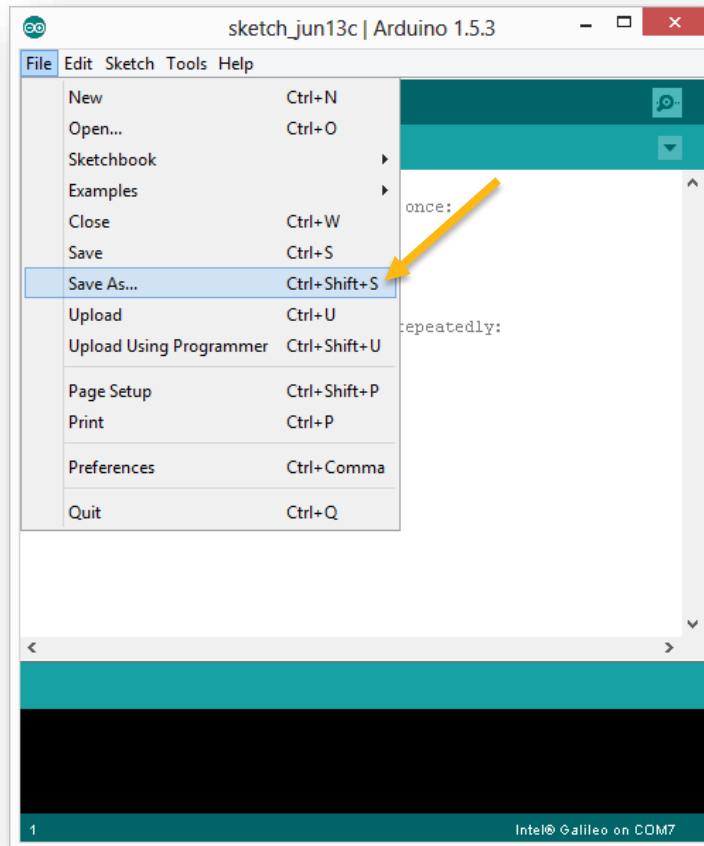 sketch_jun13c | Arduino 1.5.3
File Edit Sketch Tools Help
New Ctrl+N
Open... Ctrl+O
Sketchbook
Examples
once:
Close Ctrl+W
Save Ctrl+S
Save As... Ctrl+Shift+S
Upload Ctrl+U
repeatedly:
Upload Using Programmer Ctrl+Shift+U
Page Setup Ctrl+Shift+P
Print Ctrl+P
Preferences Ctrl+Comma
Quit Ctrl+Q
1 Intel® Galileo on COM7